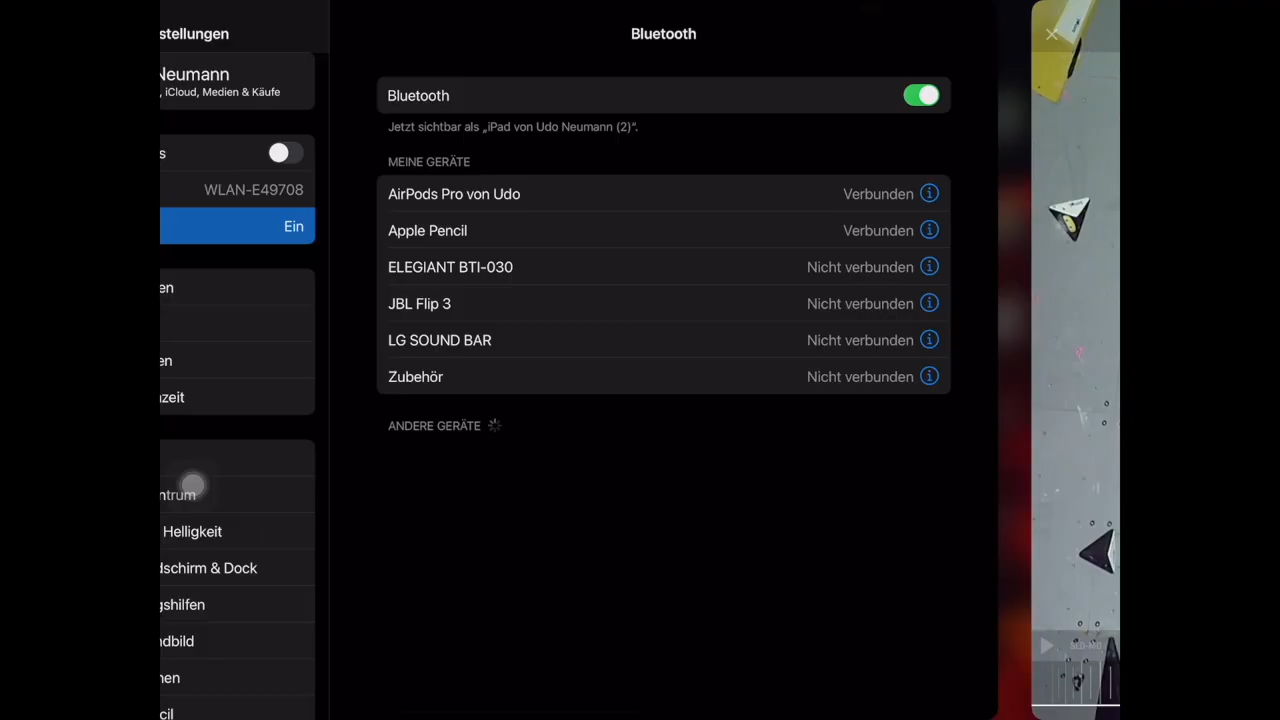 stellungen
Neumann
, iCloud, Medien & Käufe
s
WLAN-E49708
Ein
en
en
zeit
ntrum
Helligkeit
dschirm & Dock
gshilfen
ndbild
nen
cil
Bluetooth
Bluetooth
Jetzt sichtbar als „iPad von Udo Neumann (2)“.
MEINE GERÄTE
AirPods Pro von Udo Verbunden
Apple Pencil Verbunden
ELEGIANT BTI-030 Nicht verbunden
JBL Flip 3 Nicht verbunden
LG SOUND BAR Nicht verbunden
Zubehör Nicht verbunden
ANDERE GERÄTE